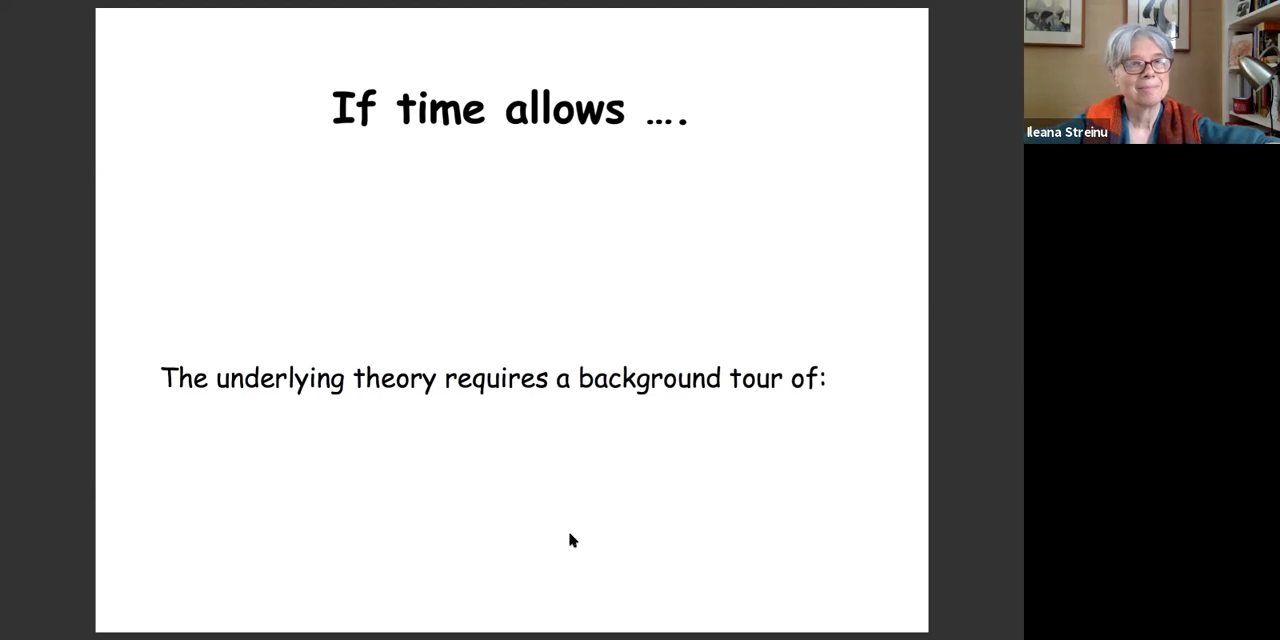 If time allows ....
The underlying theory requires a background tour of:
Ileana Streinu